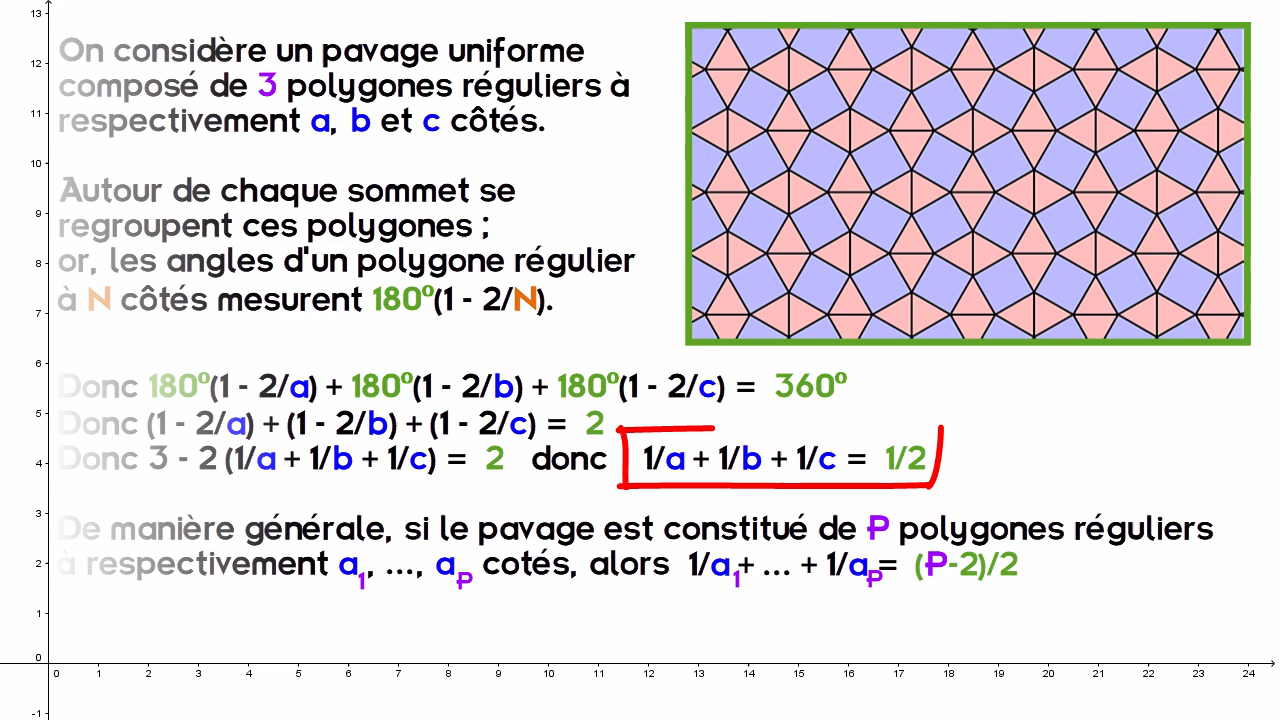 On considère un pavage uniforme
composé de 3 polygones réguliers à
respectivement a, b et c côtés.
Autour de chaque sommet se
regroupent ces polygones ;
or, les angles d'un polygone régulier
à N côtés mesurent 180º(1 - 2/N).
Donc 180º(1 - 2/a) + 180º(1 - 2/b) + 180º(1 - 2/c) = 360º
Donc (1 - 2/a) + (1 - 2/b) + (1 - 2/c) = 2
Donc 3 - 2 (1/a + 1/b + 1/c) = 2 donc 1/a + 1/b + 1/c = 1/2
De manière générale, si le pavage est constitué de P polygones réguliers
à respectivement a1, ..., aP cotés, alors 1/a1+ ... + 1/aP= (P-2)/2
13
12
11
10
9
8
7
6
5
4
3
2
1
0
-1
0 1 2 3 4 5 6 7 8 9 10 11 12 13 14 15 16 17 18 19 20 21 22 23 24